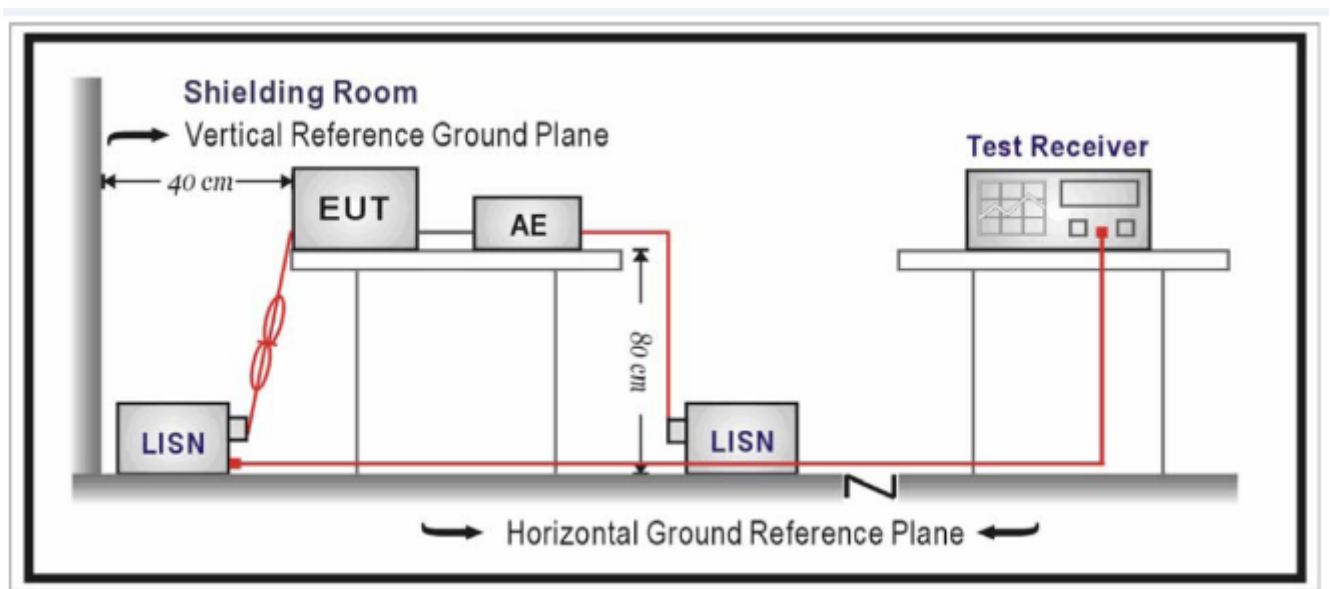 Shielding Room
Vertical Reference Ground Plane
Test Receiver
40 cm
EUT
AE
80 cm
LISN
LISN
Horizontal Ground Reference Plane